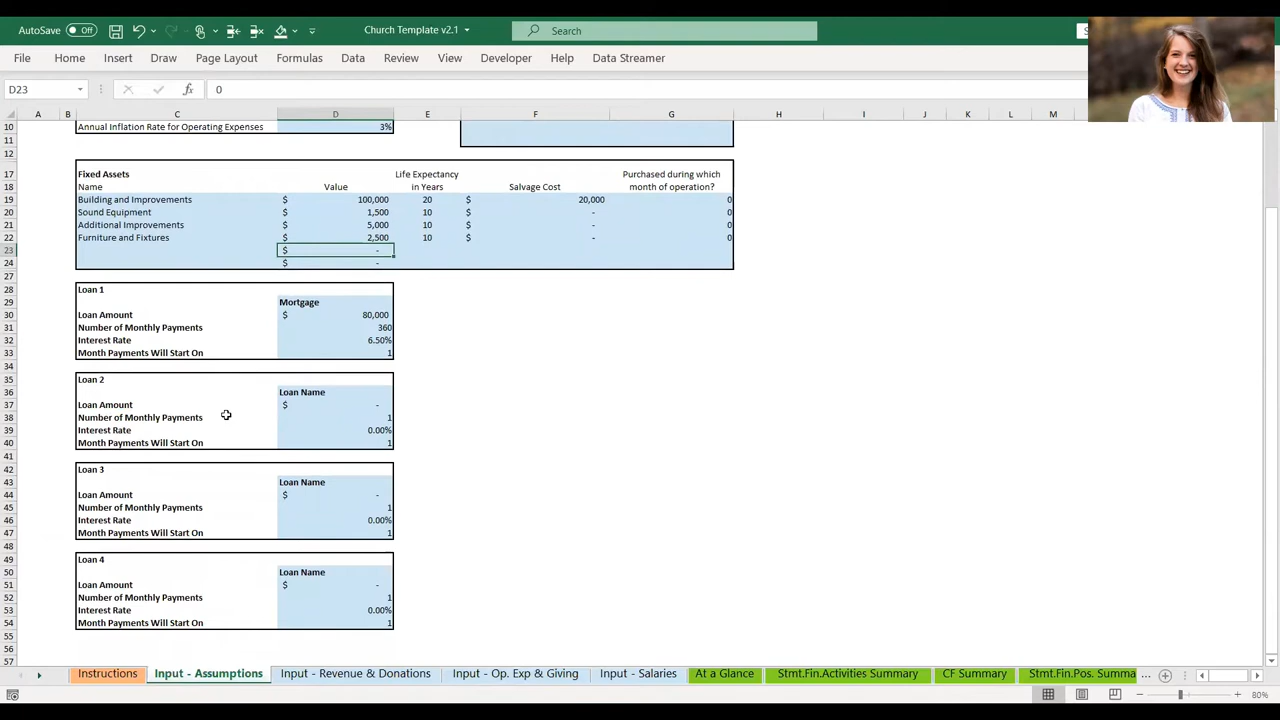 AutoSave Off Church Template v2.1 Search
File Home Insert Draw Page Layout Formulas Data Review View Developer Help Data Streamer
D23 fx 0
A B C D E F G H I J K L M
10 Annual Inflation Rate for Operating Expenses 3%
11
12
17 Fixed Assets Life Expectancy Purchased during which
18 Name Value in Years Salvage Cost month of operation?
19 Building and Improvements $ 100,000 20 $ 20,000 0
20 Sound Equipment $ 1,500 10 $ - 0
21 Additional Improvements $ 5,000 10 $ - 0
22 Furniture and Fixtures $ 2,500 10 $ - 0
23 $ -
24 $ -
27
28 Loan 1
29 Mortgage
30 Loan Amount $ 80,000
31 Number of Monthly Payments 360
32 Interest Rate 6.50%
33 Month Payments Will Start On 1
34
35 Loan 2
36 Loan Name
37 Loan Amount $ -
38 Number of Monthly Payments 1
39 Interest Rate 0.00%
40 Month Payments Will Start On 1
41
42 Loan 3
43 Loan Name
44 Loan Amount $ -
45 Number of Monthly Payments 1
46 Interest Rate 0.00%
47 Month Payments Will Start On 1
48
49 Loan 4
50 Loan Name
51 Loan Amount $ -
52 Number of Monthly Payments 1
53 Interest Rate 0.00%
54 Month Payments Will Start On 1
55
56
57
Instructions Input - Assumptions Input - Revenue & Donations Input - Op. Exp & Giving Input - Salaries At a Glance Stmt.Fin.Activities Summary CF Summary Stmt.Fin.Pos. Summa ...
80%